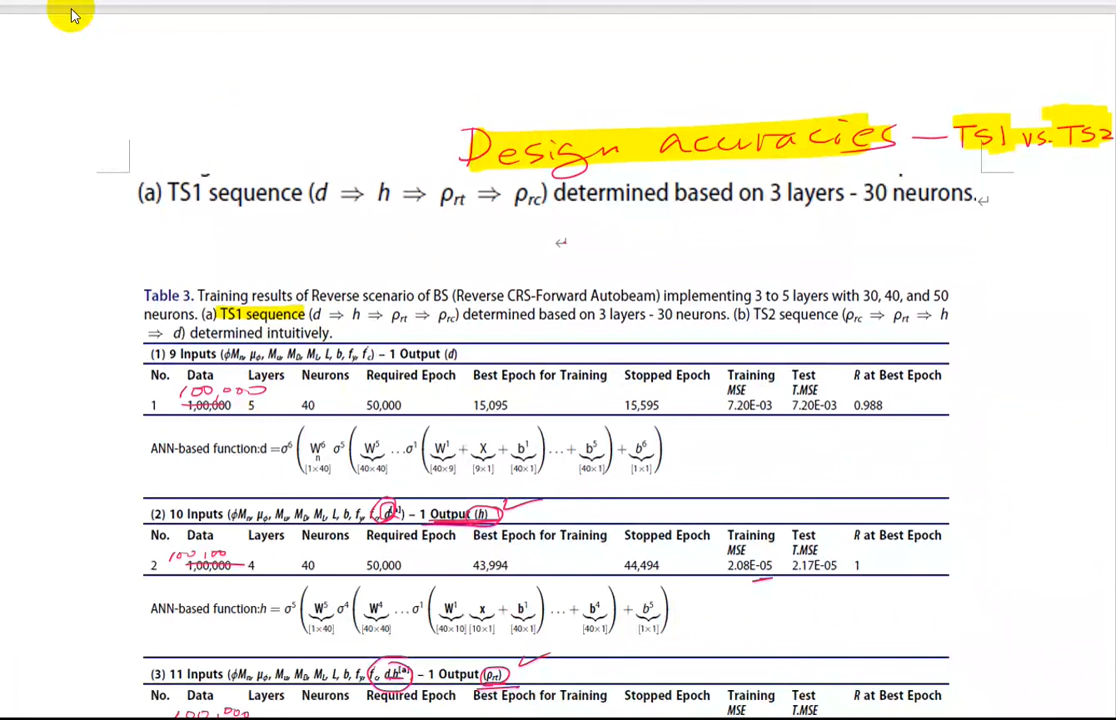 Design accuracies — TS1 vs. TS2
(a) TS1 sequence (d ⇒ h ⇒ ρrt ⇒ ρrc) determined based on 3 layers - 30 neurons.
Table 3. Training results of Reverse scenario of BS (Reverse CRS-Forward Autobeam) implementing 3 to 5 layers with 30, 40, and 50
neurons. (a) TS1 sequence (d ⇒ h ⇒ ρrt ⇒ ρrc) determined based on 3 layers - 30 neurons. (b) TS2 sequence (ρrc ⇒ ρrt ⇒ h
⇒ d) determined intuitively.
(1) 9 Inputs (ϕMn, μϕ, Mu, MD, ML, L, b, fy, fc′) – 1 Output (d)
No. Data Layers Neurons Required Epoch Best Epoch for Training Stopped Epoch Training MSE Test T.MSE R at Best Epoch
100,000
1 1,00,000 5 40 50,000 15,095 15,595 7.20E-03 7.20E-03 0.988
ANN-based function:d =σ⁶ ( W⁶ σ⁵ ( W⁵ ...σ¹ ( W¹ + X + b¹ ) ... + b⁵ ) + b⁶ )
n
[1×40] [40×40] [40×9] [9×1] [40×1] [40×1] [1×1]
(2) 10 Inputs (ϕMn, μϕ, Mu, MD, ML, L, b, fy, d[a]) – 1 Output (h)
No. Data Layers Neurons Required Epoch Best Epoch for Training Stopped Epoch Training MSE Test T.MSE R at Best Epoch
100,100
2 1,00,000 4 40 50,000 43,994 44,494 2.08E-05 2.17E-05 1
ANN-based function:h = σ⁵ ( W⁵ σ⁴ ( W⁴ ... σ¹ ( W¹ x + b¹ ) ... + b⁴ ) + b⁵ )
[1×40] [40×40] [40×10] [10×1] [40×1] [40×1] [1×1]
(3) 11 Inputs (ϕMn, μϕ, Mu, MD, ML, L, b, fy, d,h[a]) – 1 Output (ρrt)
No. Data Layers Neurons Required Epoch Best Epoch for Training Stopped Epoch Training MSE Test T.MSE R at Best Epoch
100,000